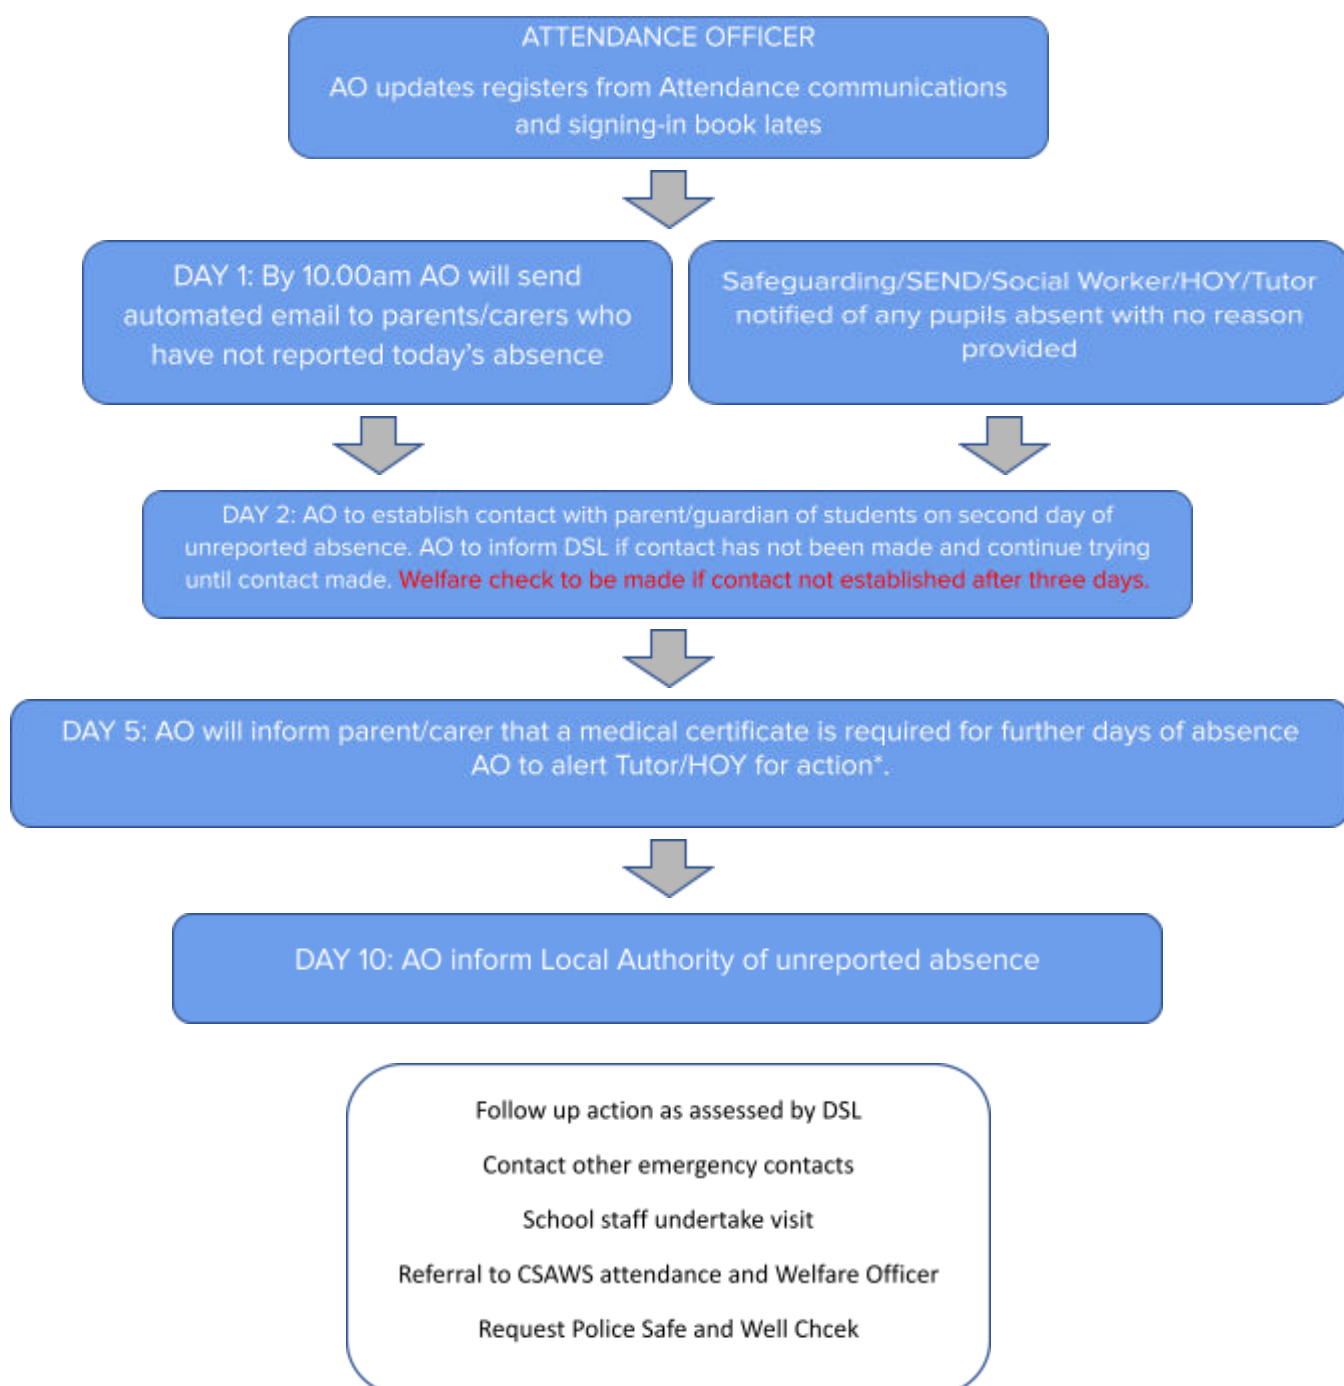 ATTENDANCE OFFICER
AO updates registers from Attendance communications
and signing-in book lates
DAY 1: By 10.00am AO will send
automated email to parents/carers who
have not reported today's absence
Safeguarding/SEND/Social Worker/HOY/Tutor
notified of any pupils absent with no reason
provided
DAY 2: AO to establish contact with parent/guardian of students on second day of
unreported absence. AO to inform DSL if contact has not been made and continue trying
until contact made. Welfare check to be made if contact not established after three days.
DAY 5: AO will inform parent/carer that a medical certificate is required for further days of absence
AO to alert Tutor/HOY for action*.
DAY 10: AO inform Local Authority of unreported absence
Follow up action as assessed by DSL
Contact other emergency contacts
School staff undertake visit
Referral to CSAWS attendance and Welfare Officer
Request Police Safe and Well Chcek